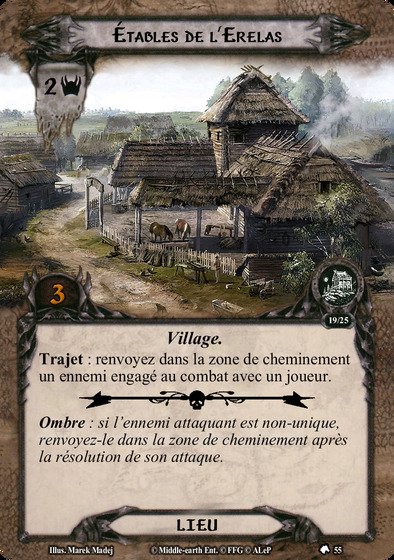 Étables de l'Erelas
2
3
19/25
Village.
Trajet : renvoyez dans la zone de cheminement
un ennemi engagé au combat avec un joueur.
Ombre : si l'ennemi attaquant est non-unique,
renvoyez-le dans la zone de cheminement après
la résolution de son attaque.
LIEU
Illus. Marek Madej
© Middle-earth Ent. © FFG © ALeP
55